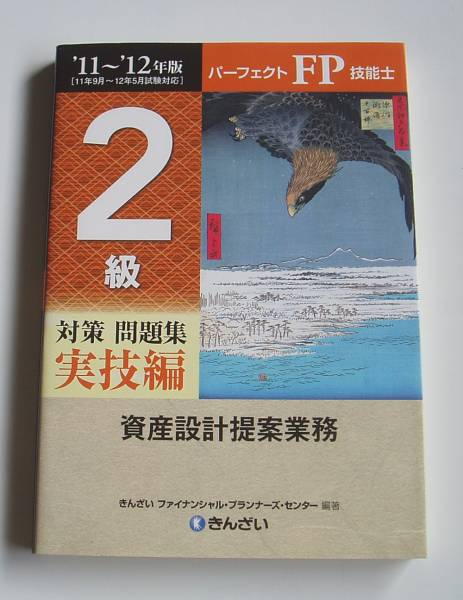 '11～'12年版
[11年9月～12年5月試験対応]
パーフェクト FP 技能士
2
級
対策 問題集
実技編
資産設計提案業務
きんざい ファイナンシャル・プランナーズ・センター 編著
きんざい